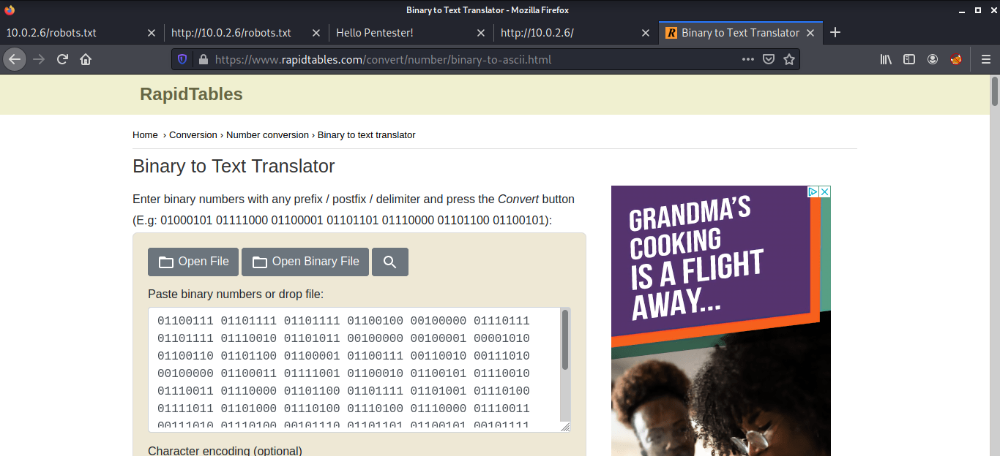 Binary to Text Translator - Mozilla Firefox
10.0.2.6/robots.txt http://10.0.2.6/robots.txt Hello Pentester! http://10.0.2.6/ Binary to Text Translator
https://www.rapidtables.com/convert/number/binary-to-ascii.html
RapidTables
Home › Conversion › Number conversion › Binary to text translator
Binary to Text Translator
Enter binary numbers with any prefix / postfix / delimiter and press the Convert button
(E.g: 01000101 01111000 01100001 01101101 01110000 01101100 01100101):
Open File Open Binary File
Paste binary numbers or drop file:
01100111 01101111 01101111 01100100 00100000 01110111
01101111 01110010 01101011 00100000 00100001 00001010
01100110 01101100 01100001 01100111 00110010 00111010
00100000 01100011 01111001 01100010 01100101 01110010
01110011 01110000 01101100 01101111 01101001 01110100
01111011 01101000 01110100 01110100 01110000 01110011
00111010 01110100 00101110 01101101 01100101 00101111
Character encoding (optional)
GRANDMA'S
COOKING
IS A FLIGHT
AWAY...